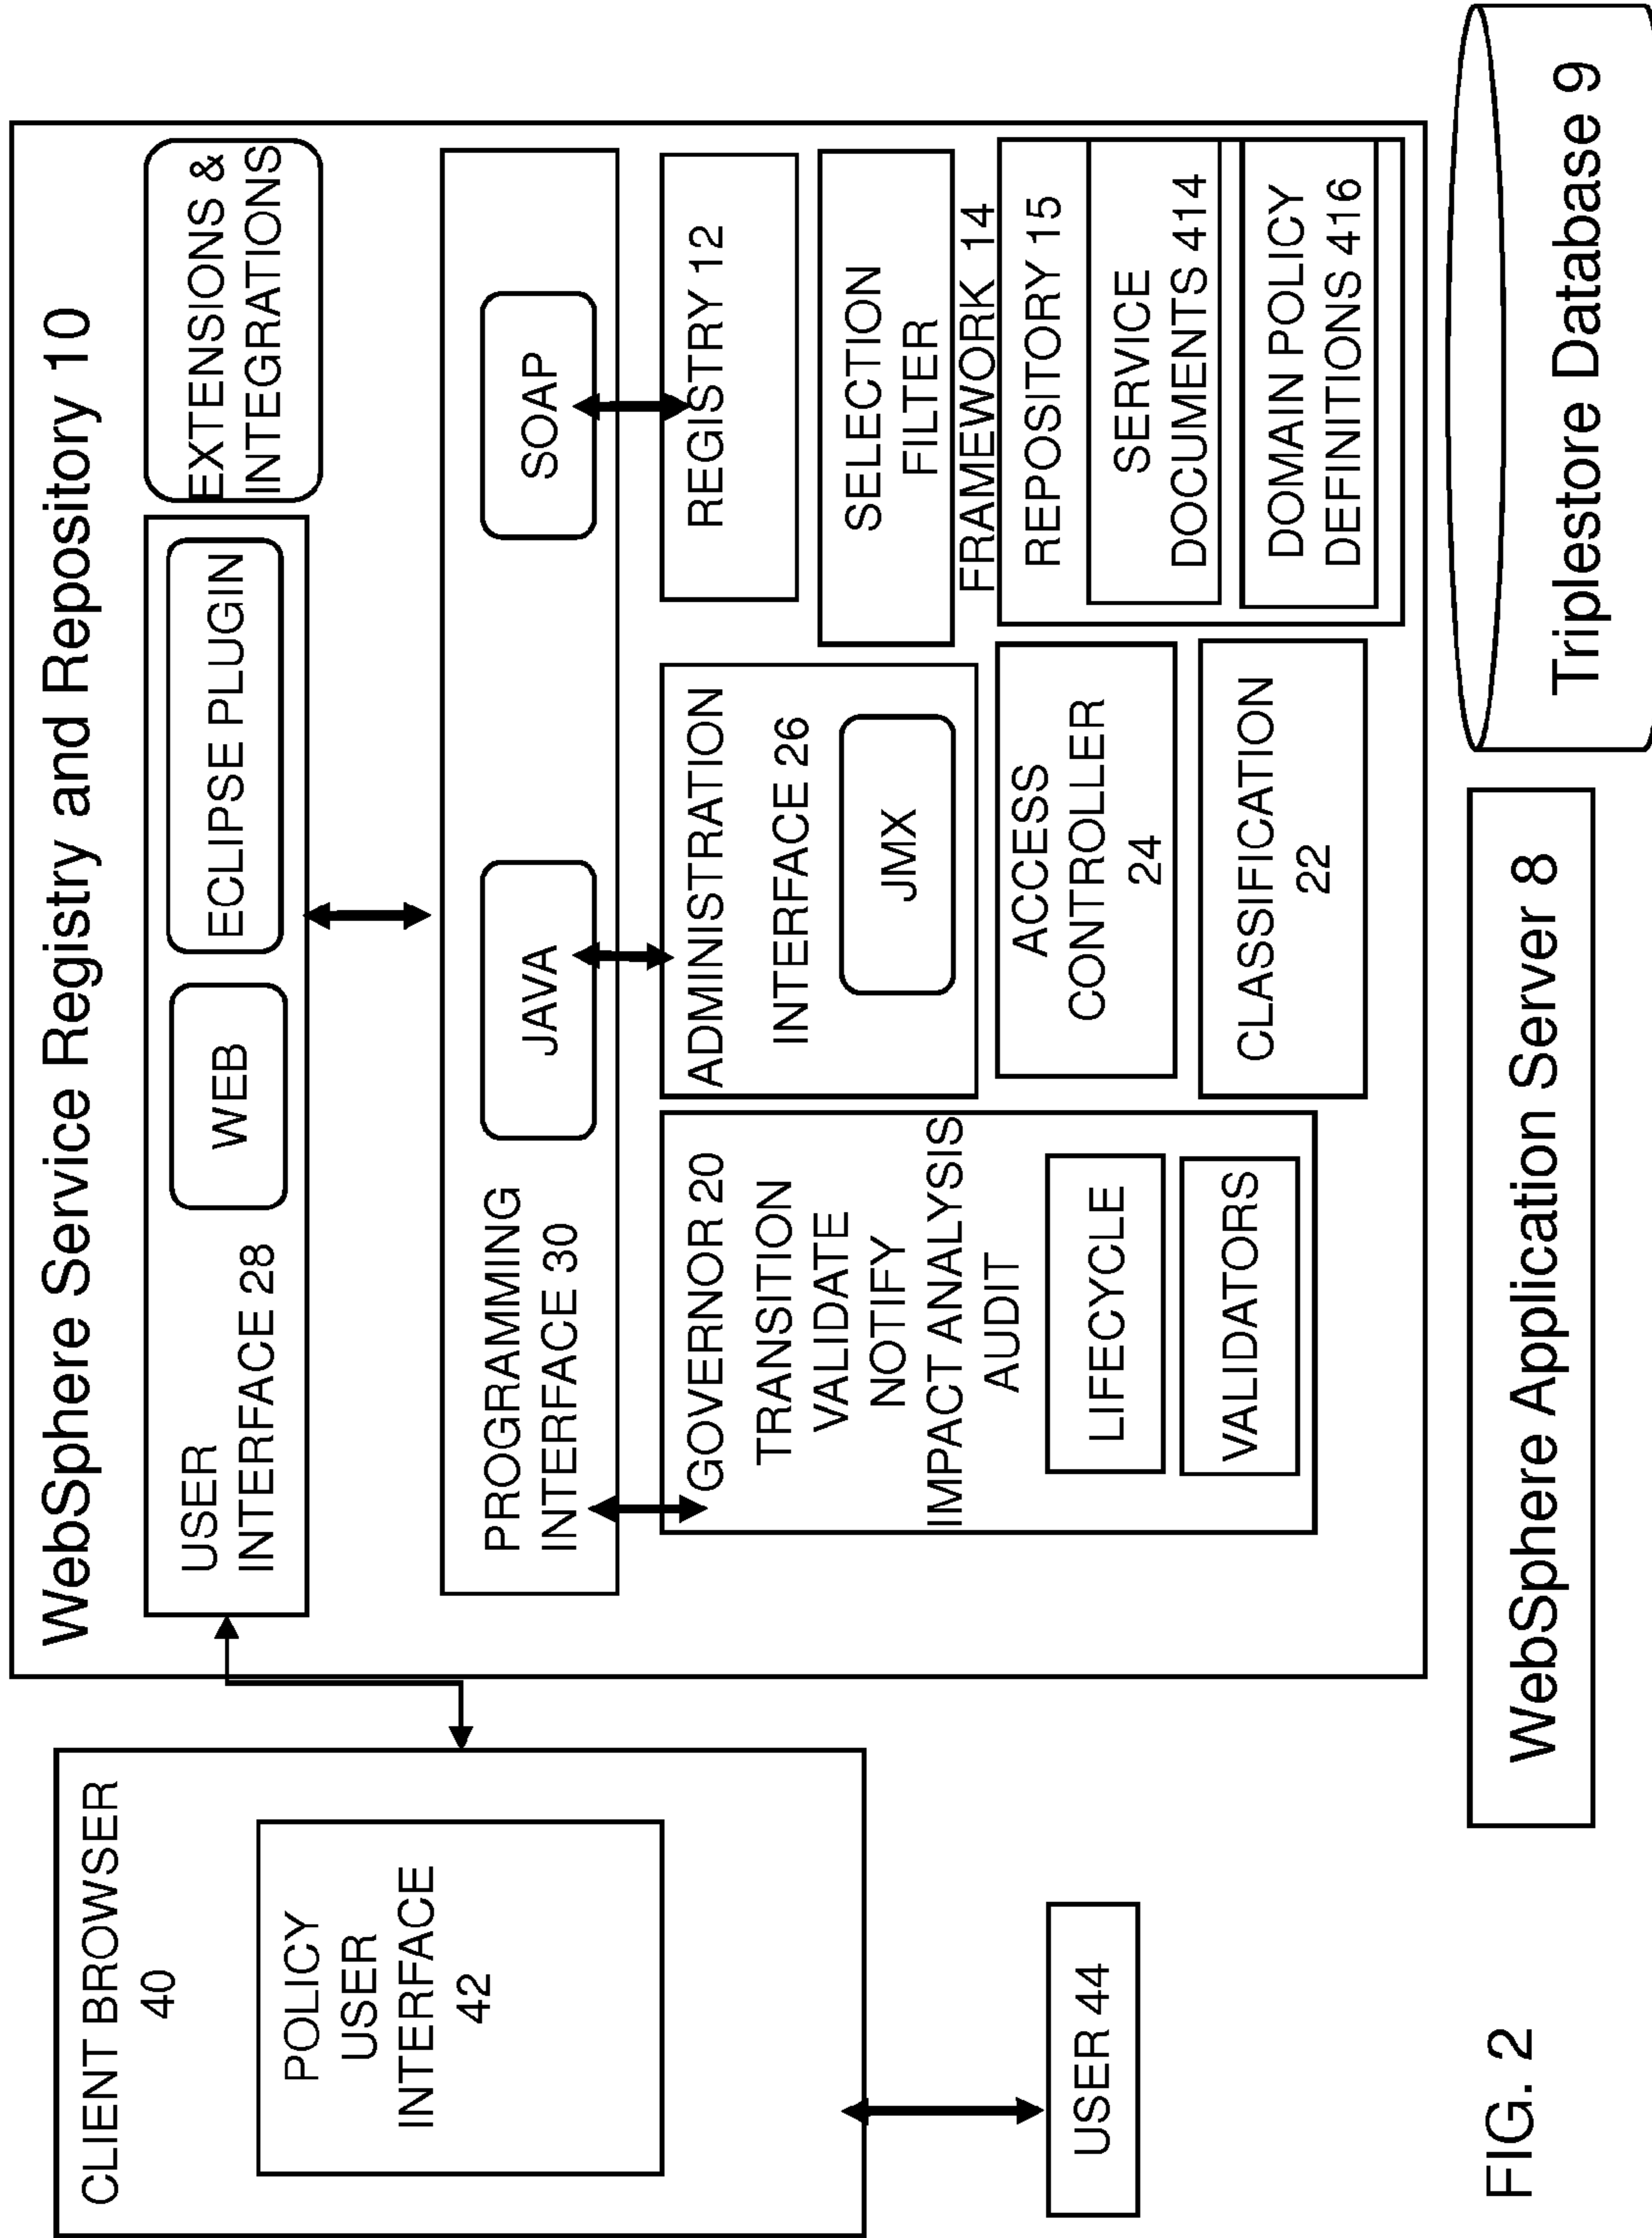 CLIENT BROWSER
40
POLICY
USER
INTERFACE
42
USER 44
WebSphere Service Registry and Repository 10
USER
INTERFACE 28
WEB
ECLIPSE PLUGIN
EXTENSIONS &
INTEGRATIONS
PROGRAMMING
INTERFACE 30
JAVA
SOAP
GOVERNOR 20
TRANSITION
VALIDATE
NOTIFY
IMPACT ANALYSIS
AUDIT
LIFECYCLE
VALIDATORS
ADMINISTRATION
INTERFACE 26
JMX
ACCESS
CONTROLLER
24
CLASSIFICATION
22
REGISTRY 12
SELECTION
FILTER
FRAMEWORK 14
REPOSITORY 15
SERVICE
DOCUMENTS 414
DOMAIN POLICY
DEFINITIONS 416
WebSphere Application Server 8
Triplestore Database 9
FIG. 2